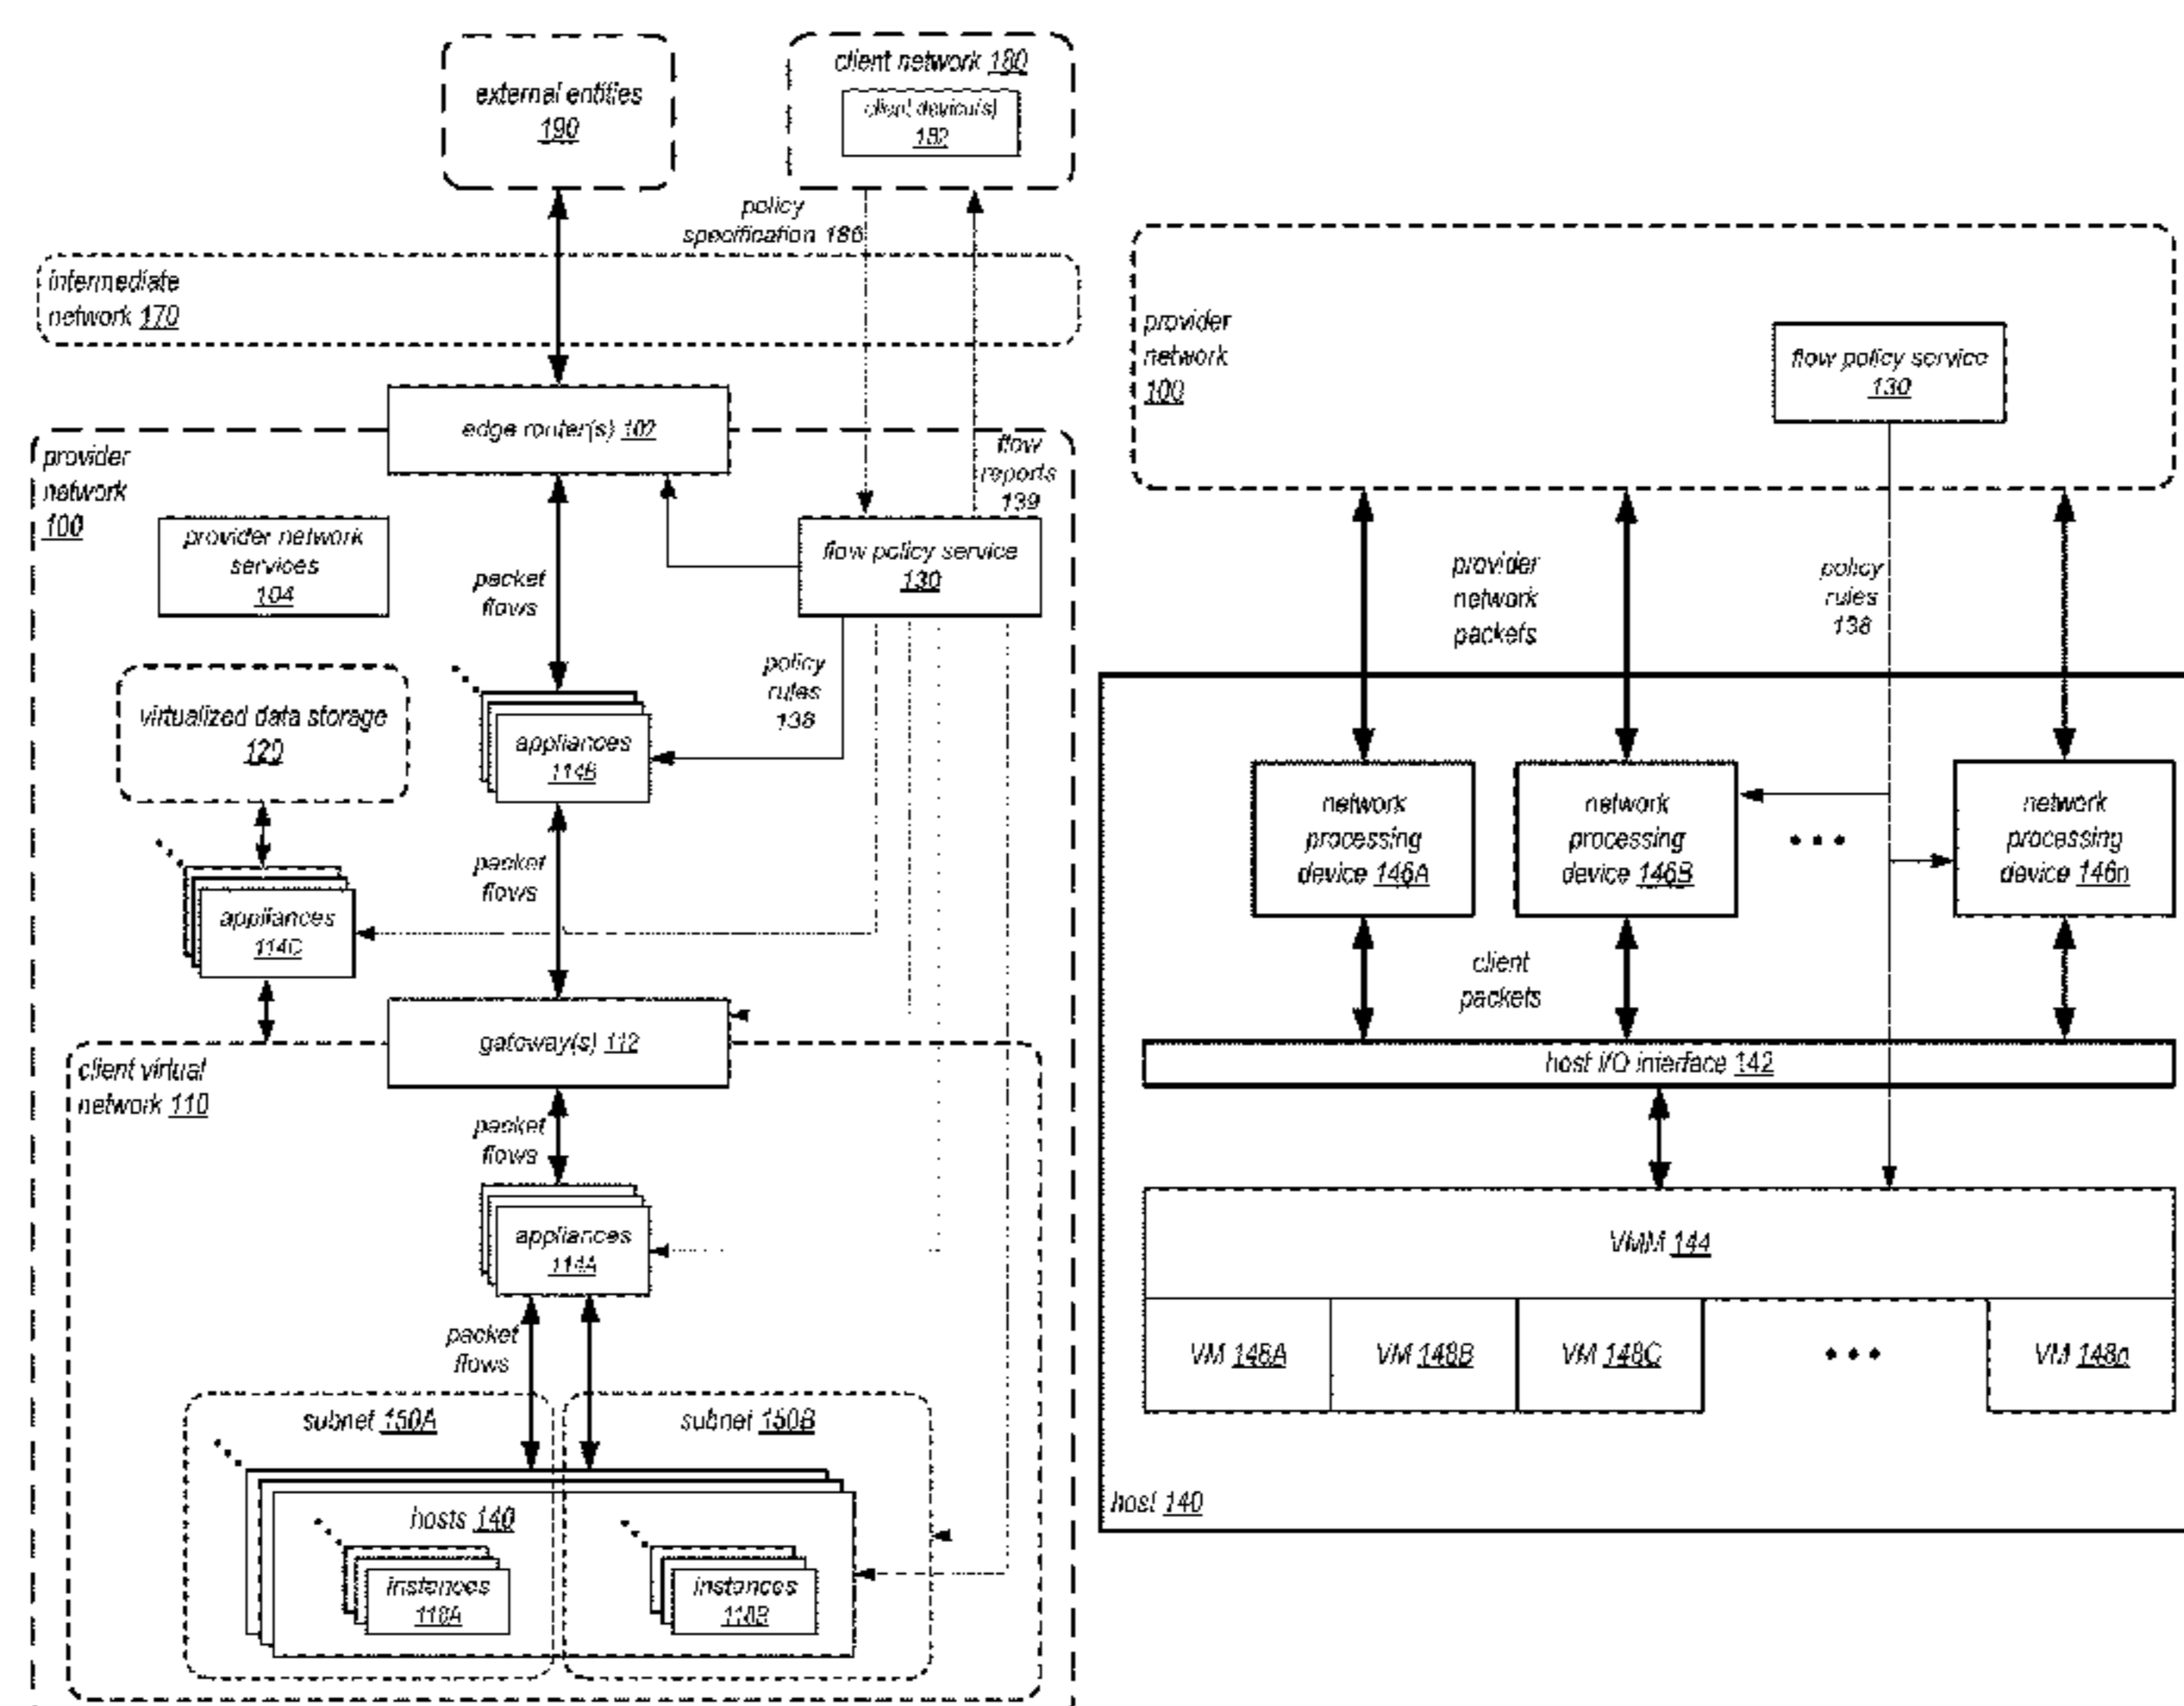 external entities
190
client network 180
client device(s)
182
policy
specification 186
intermediate
network 170
edge router(s) 102
flow
reports
139
provider
network
100
provider network
services
104
packet
flows
flow policy service
130
policy
rules
138
virtualized data storage
120
appliances
114B
packet
flows
appliances
114C
gateway(s) 112
client virtual
network 110
packet
flows
appliances
114A
packet
flows
subnet 150A
subnet 150B
hosts 140
instances
118A
instances
118B
provider
network
100
flow policy service
130
provider
network
packets
policy
rules
138
network
processing
device 146A
network
processing
device 146B
network
processing
device 146n
client
packets
host I/O interface 142
VMM 144
VM 148A
VM 148B
VM 148C
VM 148n
host 140